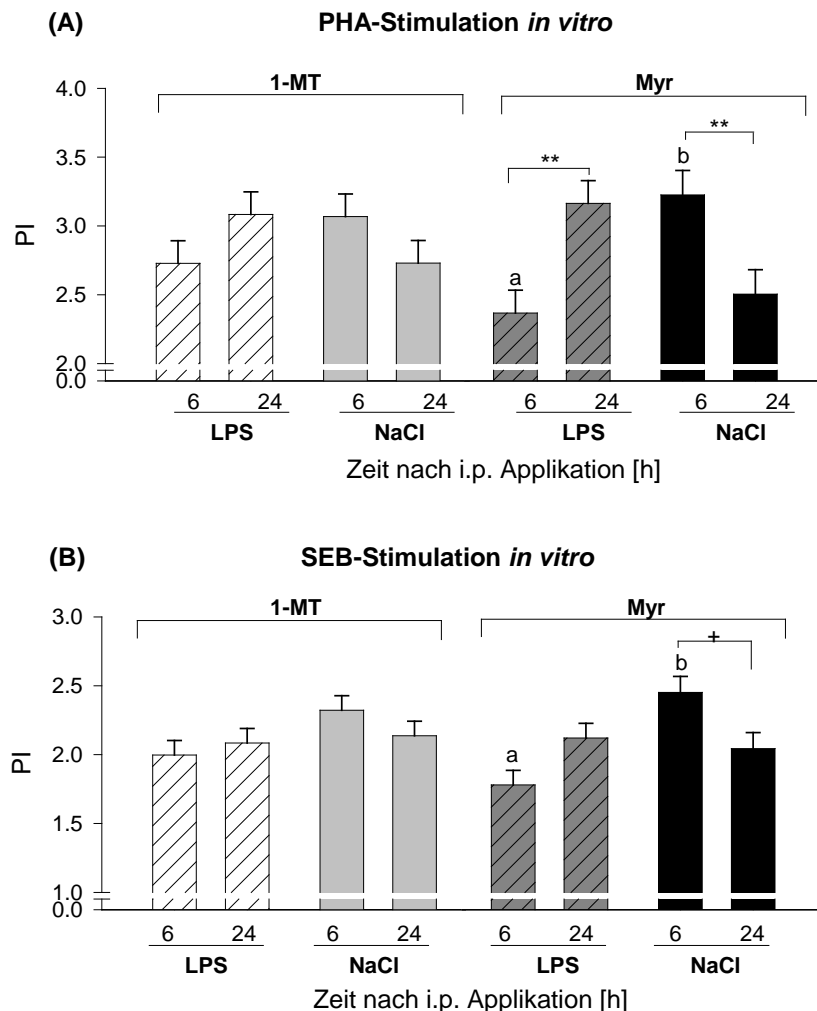 (A) PHA-Stimulation in vitro
1-MT Myr
4.0
** **
3.5 b
3.0
PI
a
2.5
2.0
0.0
6 24 6 24 6 24 6 24
LPS NaCl LPS NaCl
Zeit nach i.p. Applikation [h]
(B) SEB-Stimulation in vitro
1-MT Myr
3.0
+
b
2.5
2.0
PI
a
1.5
1.0
0.0
6 24 6 24 6 24 6 24
LPS NaCl LPS NaCl
Zeit nach i.p. Applikation [h]